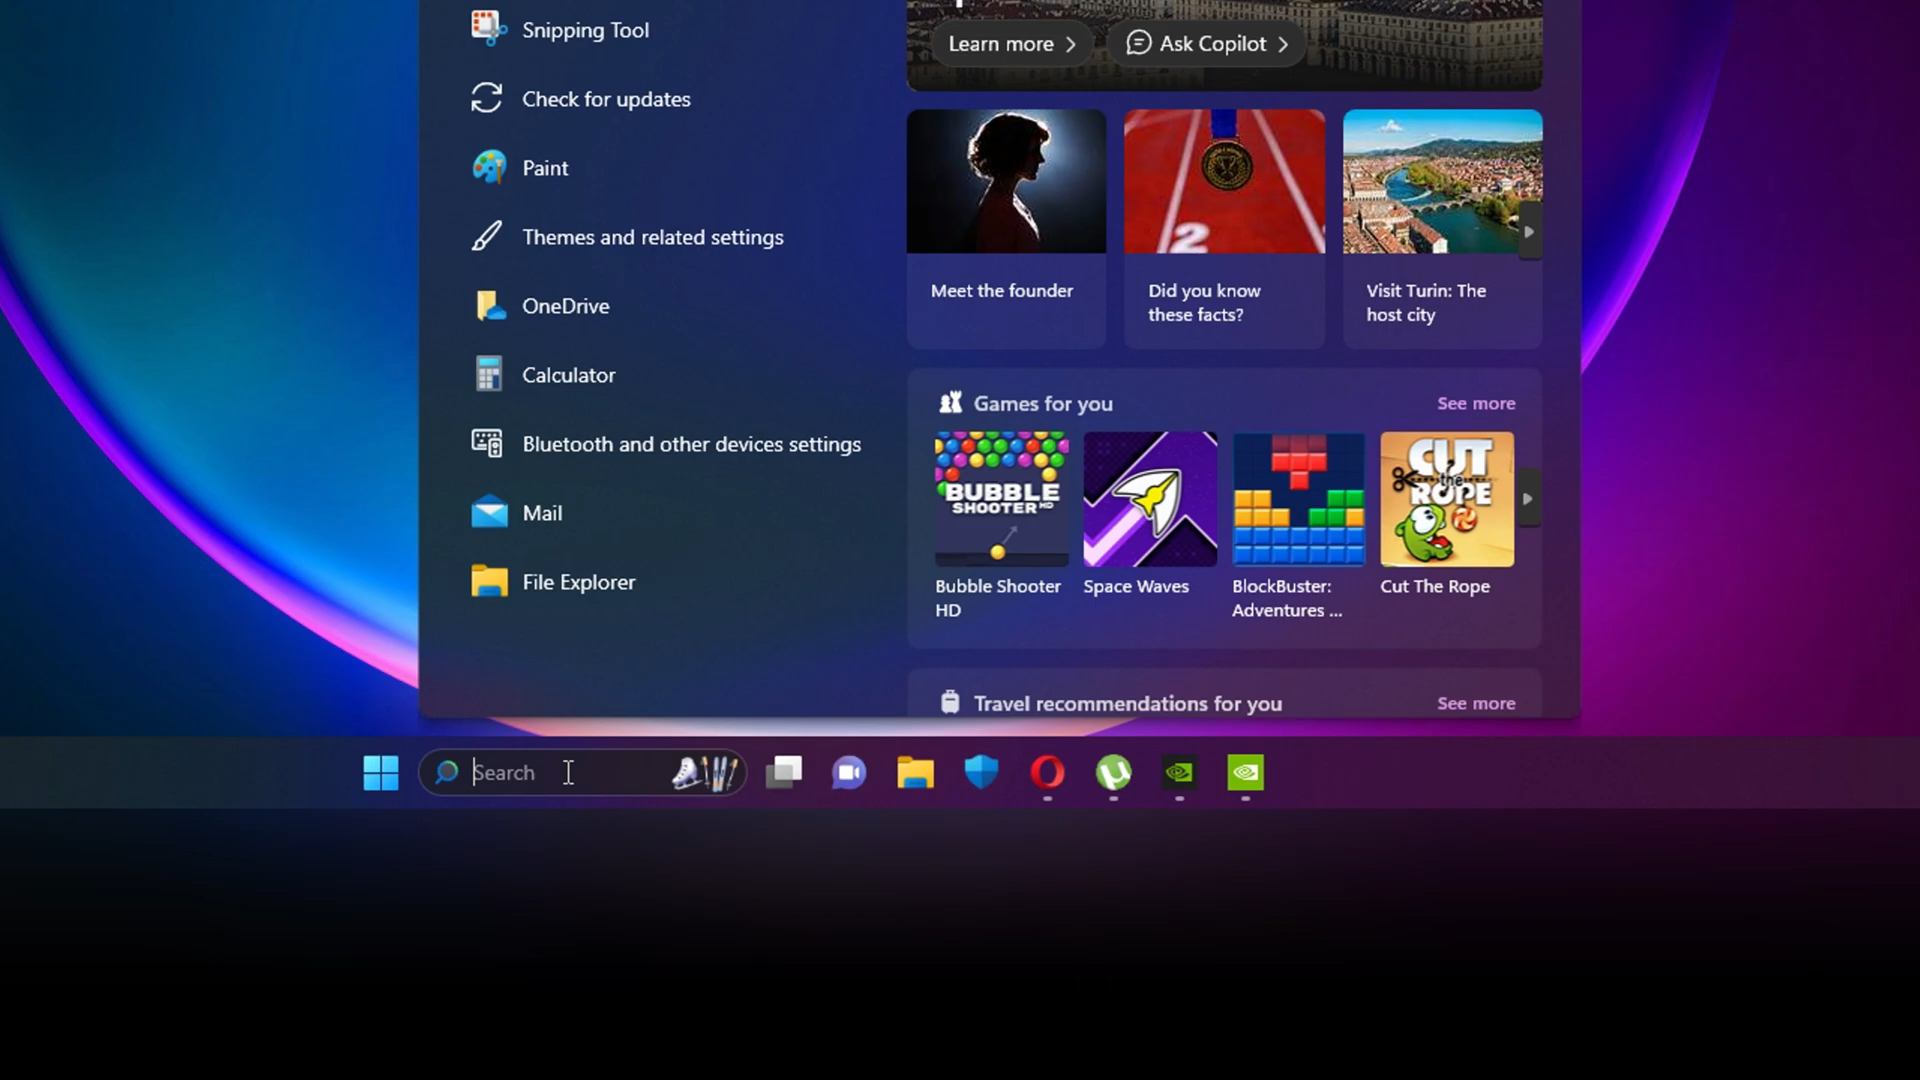 Snipping Tool
Check for updates
Paint
Themes and related settings
OneDrive
Calculator
Bluetooth and other devices settings
Mail
File Explorer
Learn more
Ask Copilot
2
Meet the founder
Did you know
these facts?
Visit Turin: The
host city
Games for you
See more
BUBBLE
SHOOTER HD
CUT
the
ROPE
Bubble Shooter
HD
Space Waves
BlockBuster:
Adventures ...
Cut The Rope
Travel recommendations for you
See more
Search